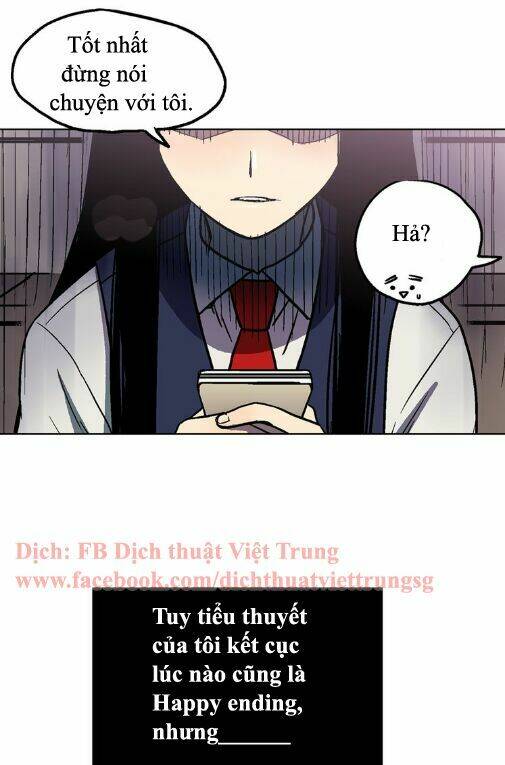 Tốt nhất
đừng nói
chuyện với tôi.
Hả?
Dịch: FB Dịch thuật Việt Trung
www.facebook.com/dichthuatviettrungsg
Tuy tiểu thuyết
của tôi kết cục
lúc nào cũng là
Happy ending,
nhưng______